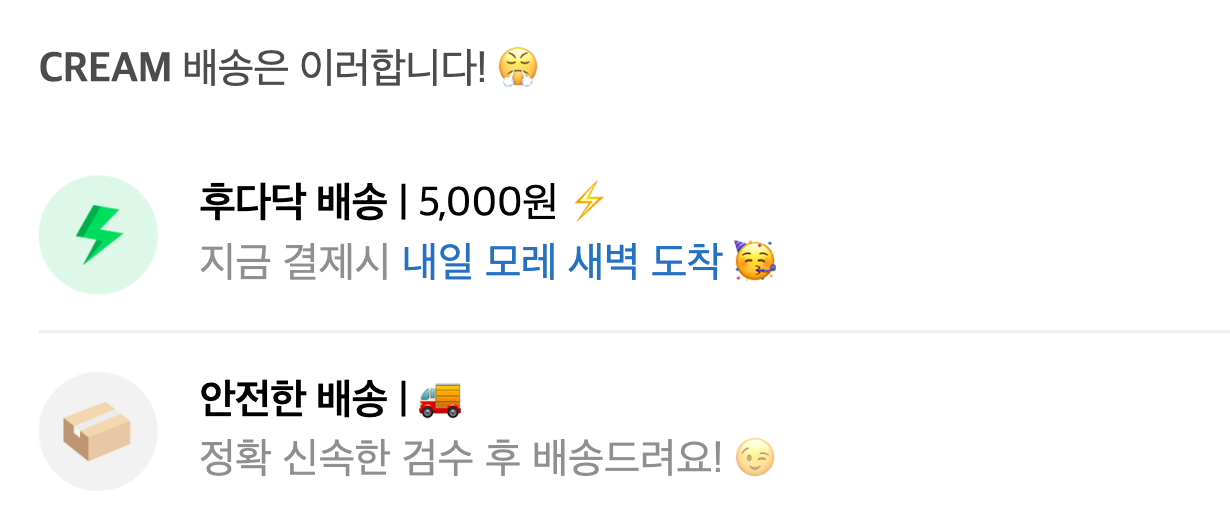 CREAM 배송은 이러합니다! 😤
후다닥 배송 | 5,000원 ⚡
지금 결제시 내일 모레 새벽 도착 🥳
안전한 배송 | 🚚
정확 신속한 검수 후 배송드려요! 😉